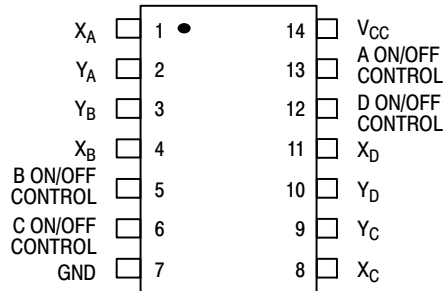 X_A 1 14 V_CC
Y_A 2 13 A ON/OFF CONTROL
Y_B 3 12 D ON/OFF CONTROL
X_B 4 11 X_D
B ON/OFF CONTROL 5 10 Y_D
C ON/OFF CONTROL 6 9 Y_C
GND 7 8 X_C